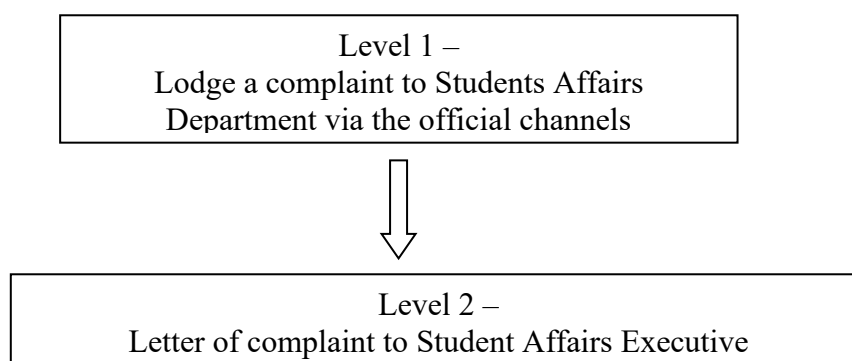 Level 1 –
Lodge a complaint to Students Affairs
Department via the official channels
Level 2 –
Letter of complaint to Student Affairs Executive